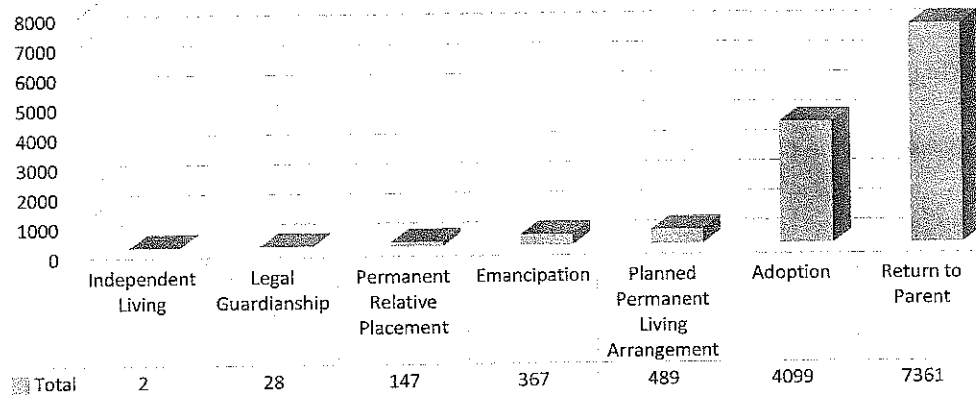 8000
7000
6000
5000
4000
3000
2000
1000
0
Independent Living
Legal Guardianship
Permanent Relative Placement
Emancipation
Planned Permanent Living Arrangement
Adoption
Return to Parent
Total 2 28 147 367 489 4099 7361